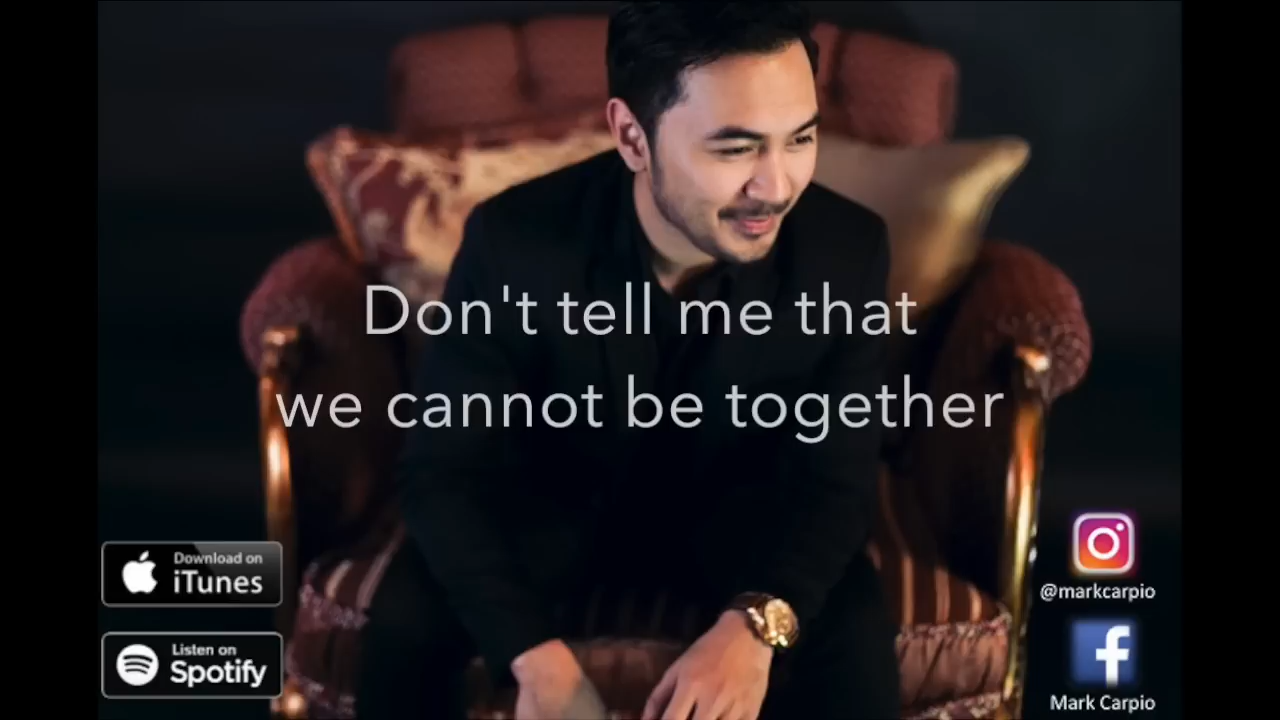 Don't tell me that
we cannot be together
Download on
iTunes
Listen on
Spotify
@markcarpio
Mark Carpio